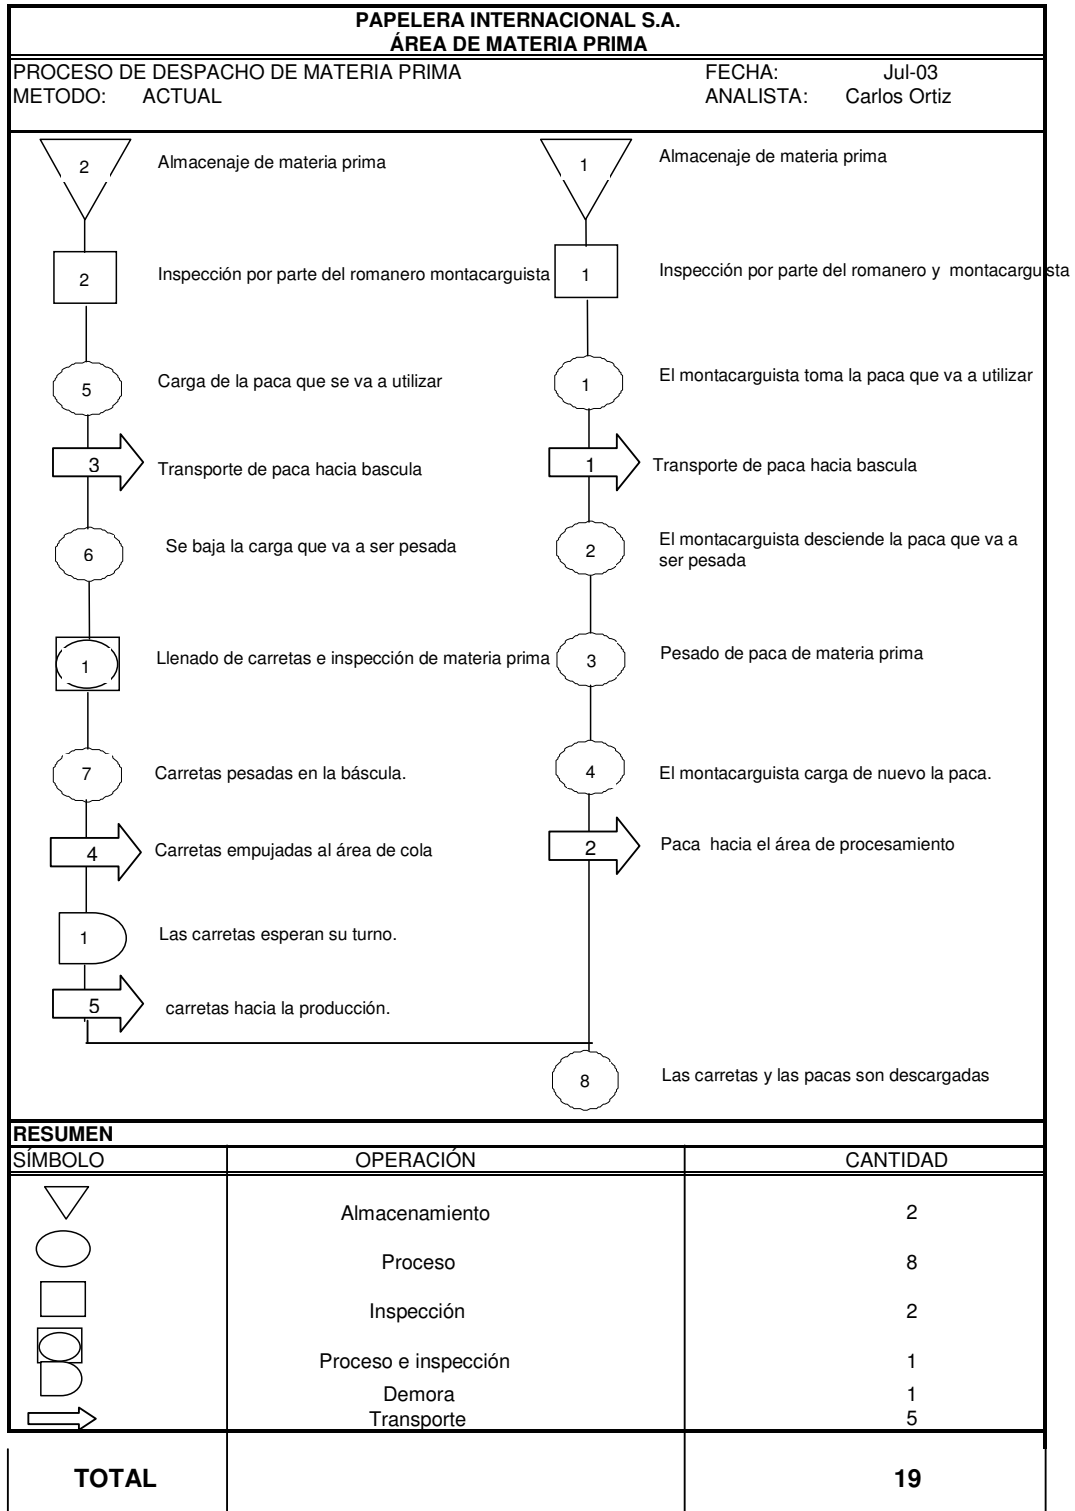 PAPELERA INTERNACIONAL S.A.
ÁREA DE MATERIA PRIMA
PROCESO DE DESPACHO DE MATERIA PRIMA FECHA: Jul-03
METODO: ACTUAL ANALISTA: Carlos Ortiz
2 Almacenaje de materia prima
2 Inspección por parte del romanero montacarguista
5 Carga de la paca que se va a utilizar
3 Transporte de paca hacia bascula
6 Se baja la carga que va a ser pesada
1 Llenado de carretas e inspección de materia prima
7 Carretas pesadas en la báscula.
4 Carretas empujadas al área de cola
1 Las carretas esperan su turno.
5 carretas hacia la producción.
1 Almacenaje de materia prima
1 Inspección por parte del romanero y montacarguista
1 El montacarguista toma la paca que va a utilizar
1 Transporte de paca hacia bascula
2 El montacarguista desciende la paca que va a
ser pesada
3 Pesado de paca de materia prima
4 El montacarguista carga de nuevo la paca.
2 Paca hacia el área de procesamiento
8 Las carretas y las pacas son descargadas
RESUMEN
SÍMBOLO OPERACIÓN CANTIDAD
Almacenamiento 2
Proceso 8
Inspección 2
Proceso e inspección 1
Demora 1
Transporte 5
TOTAL 19